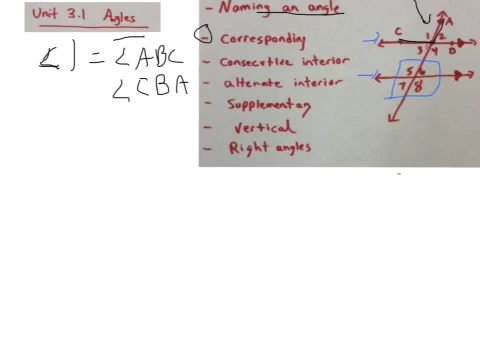 Unit 3.1 Angles
∠1 = ∠ABC
∠CBA
- Naming an angle
- Corresponding
- Consecutive interior
- alternate interior
- Supplementary
- Vertical
- Right angles
A
C 1 2
3 4 D
5 6
7 8